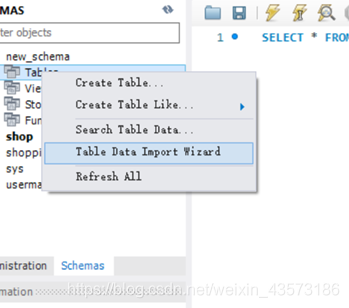 MAS
ter objects
new_schema
Tables
Vie
Sto
Fun
shop
shoppi
sys
userma
Create Table...
Create Table Like...
Search Table Data...
Table Data Import Wizard
Refresh All
1
SELECT * FROM
nistration
Schemas
mation
https://blog.csdn.net/weixin_43573186